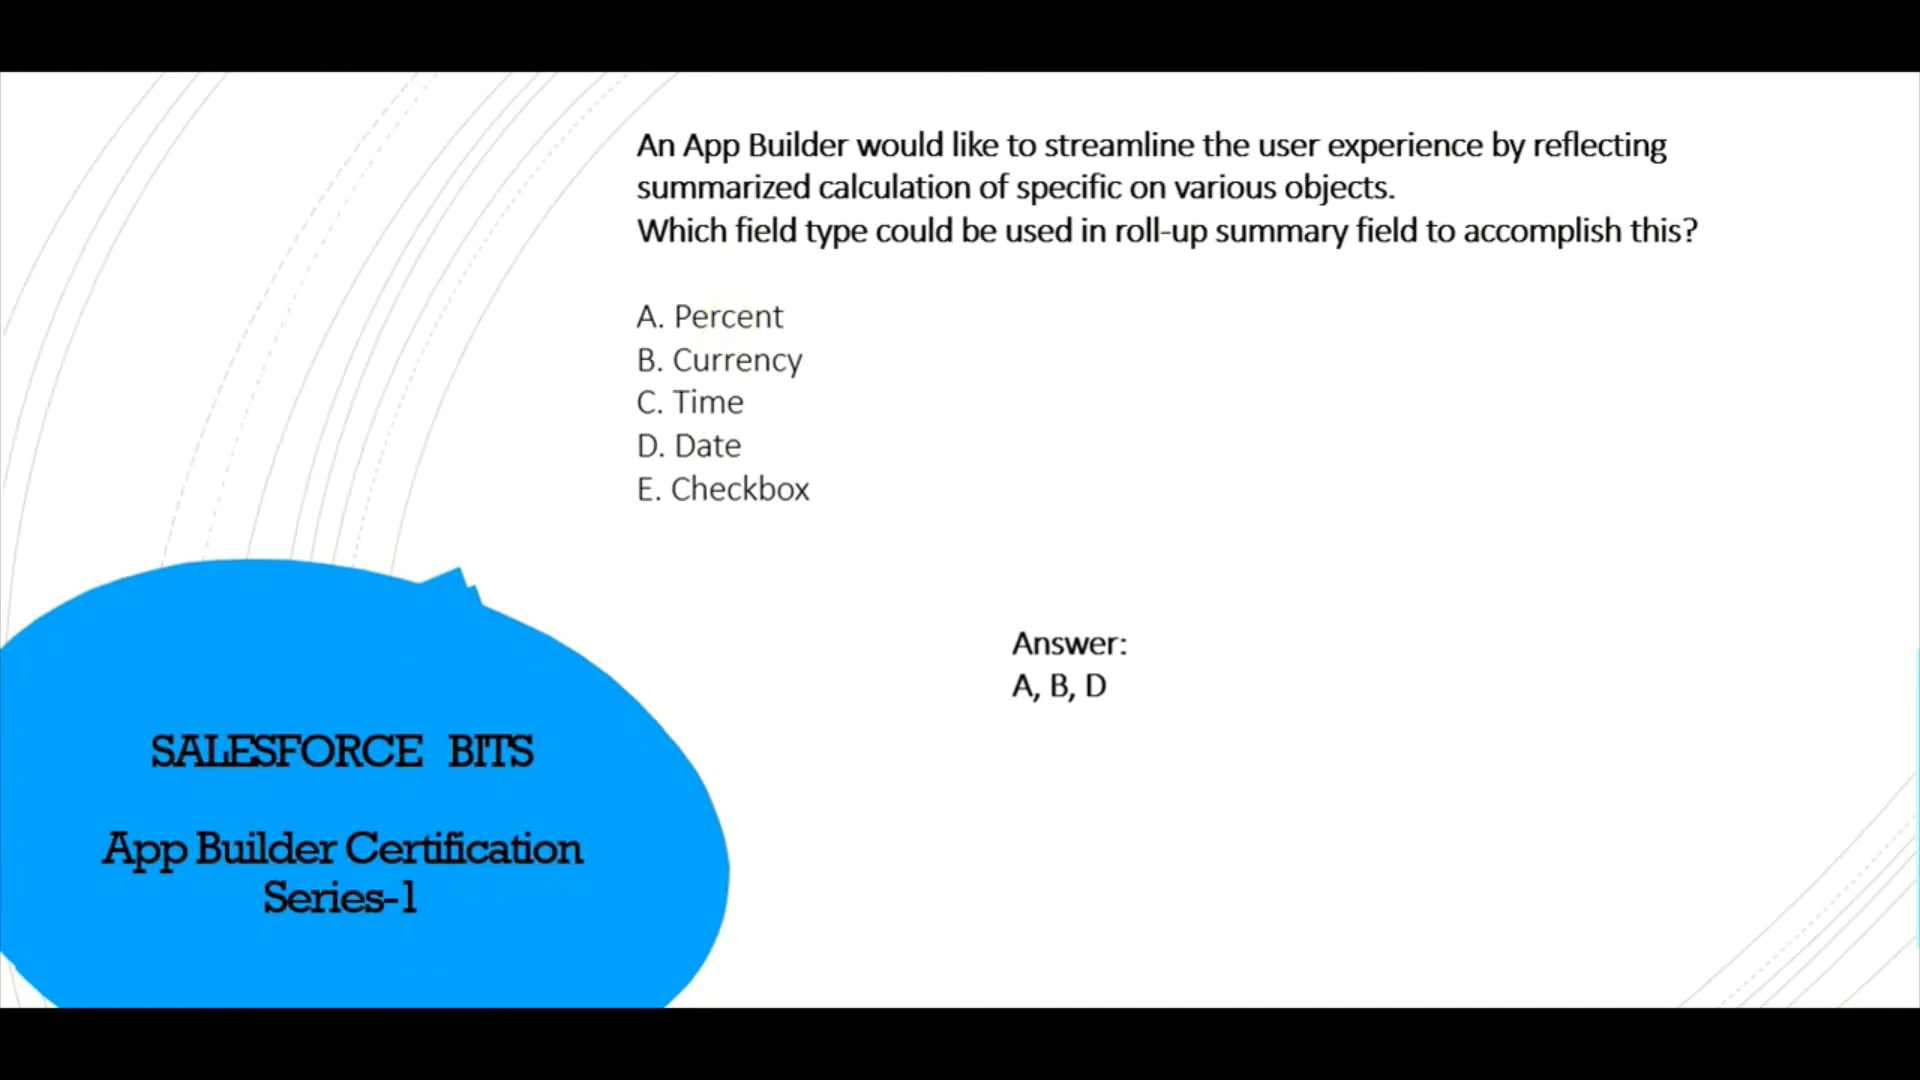 An App Builder would like to streamline the user experience by reflecting
summarized calculation of specific on various objects.
Which field type could be used in roll-up summary field to accomplish this?
A. Percent
B. Currency
C. Time
D. Date
E. Checkbox
Answer:
A, B, D
SALESFORCE BITS
App Builder Certification
Series-1